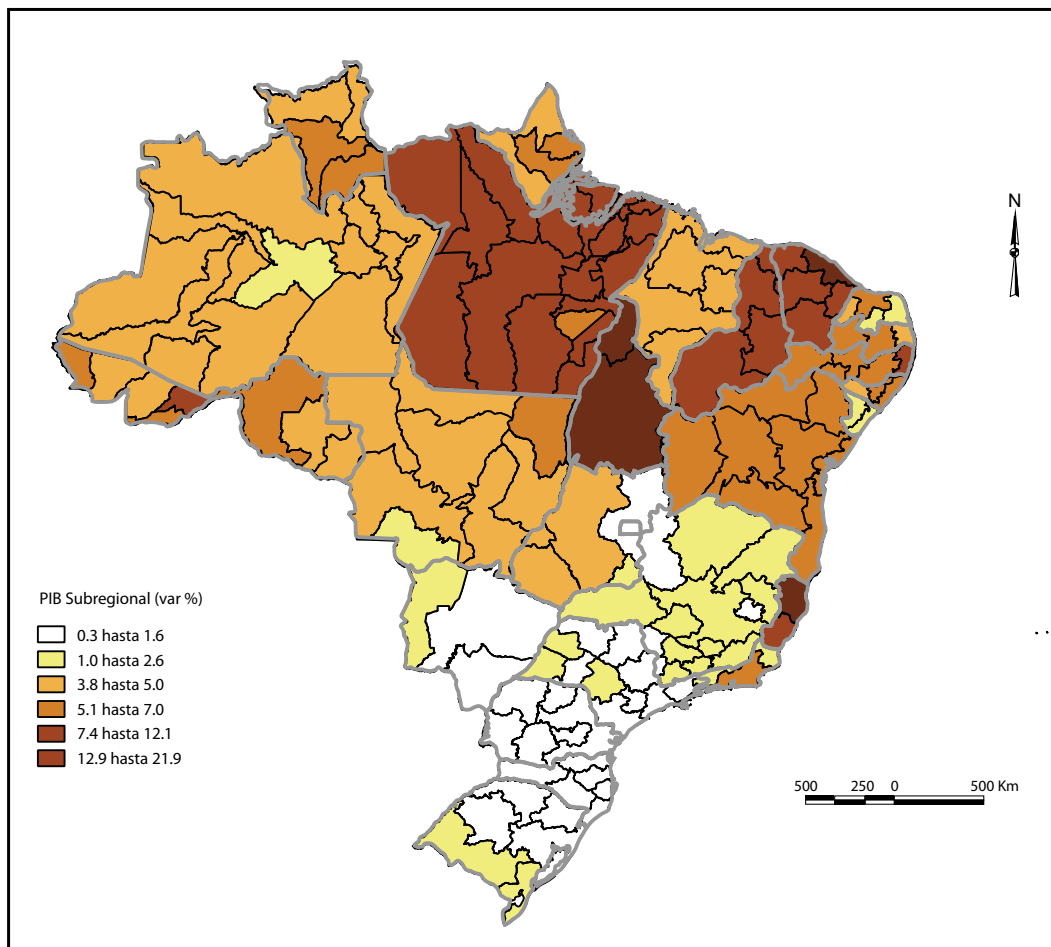 N
PIB Subregional (var %)
0.3 hasta 1.6
1.0 hasta 2.6
3.8 hasta 5.0
5.1 hasta 7.0
7.4 hasta 12.1
12.9 hasta 21.9
500 250 0 500 Km